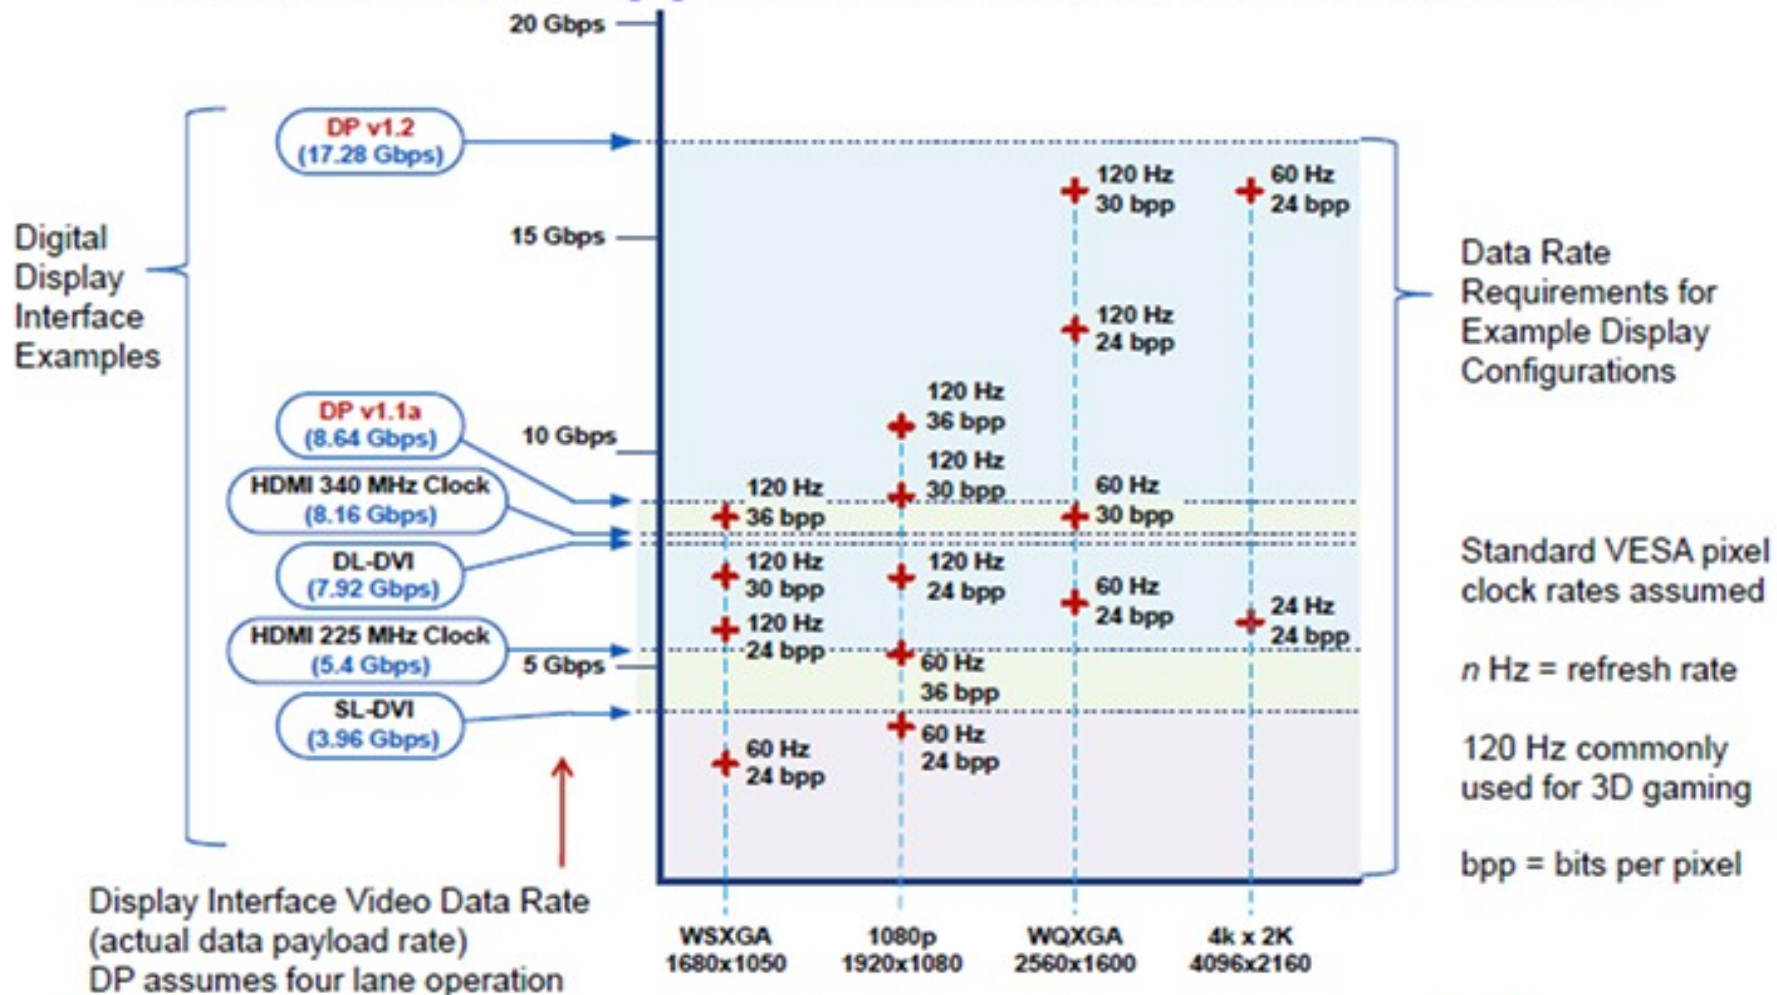 20 Gbps
DP v1.2
(17.28 Gbps)
120 Hz
30 bpp
60 Hz
24 bpp
15 Gbps
Digital
Display
Interface
Examples
Data Rate
Requirements for
Example Display
Configurations
120 Hz
24 bpp
DP v1.1a
(8.64 Gbps)
10 Gbps
120 Hz
36 bpp
120 Hz
30 bpp
HDMI 340 MHz Clock
(8.16 Gbps)
120 Hz
36 bpp
60 Hz
30 bpp
DL-DVI
(7.92 Gbps)
120 Hz
30 bpp
120 Hz
24 bpp
60 Hz
24 bpp
Standard VESA pixel
clock rates assumed
HDMI 225 MHz Clock
(5.4 Gbps)
5 Gbps
120 Hz
24 bpp
60 Hz
36 bpp
24 Hz
24 bpp
n Hz = refresh rate
SL-DVI
(3.96 Gbps)
60 Hz
24 bpp
60 Hz
24 bpp
120 Hz commonly
used for 3D gaming
bpp = bits per pixel
Display Interface Video Data Rate
(actual data payload rate)
DP assumes four lane operation
WSXGA
1680x1050
1080p
1920x1080
WQXGA
2560x1600
4k x 2K
4096x2160